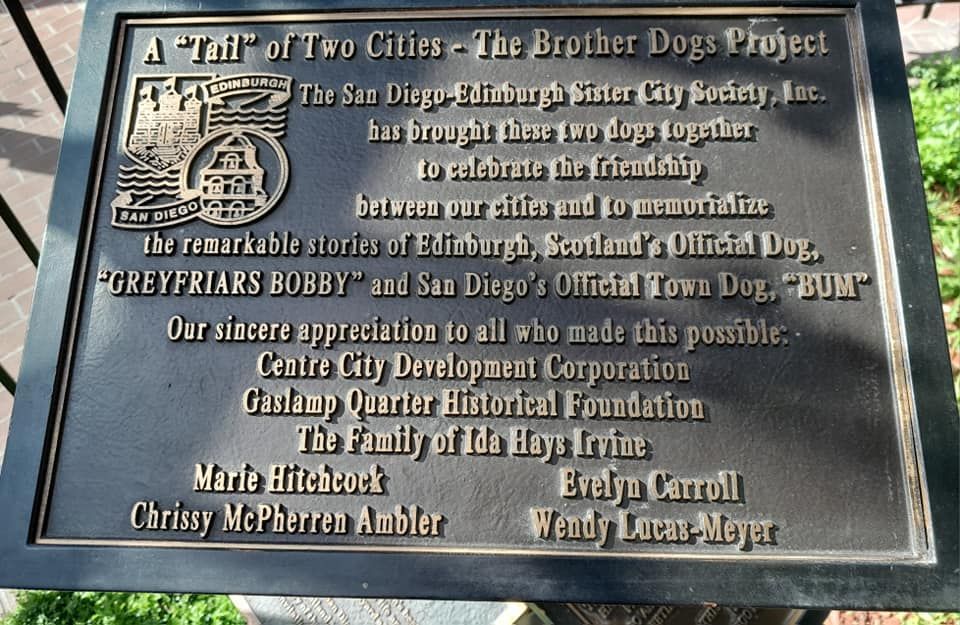 A “Tail” of Two Cities - The Brother Dogs Project
EDINBURGH
SAN DIEGO
The San Diego-Edinburgh Sister City Society, Inc.
has brought these two dogs together
to celebrate the friendship
between our cities and to memorialize
the remarkable stories of Edinburgh, Scotland’s Official Dog,
“GREYFRIARS BOBBY” and San Diego’s Official Town Dog, “BUM”
Our sincere appreciation to all who made this possible:
Centre City Development Corporation
Gaslamp Quarter Historical Foundation
The Family of Ida Hays Irvine
Marie Hitchcock Evelyn Carroll
Chrissy McPherren Ambler Wendy Lucas-Meyer